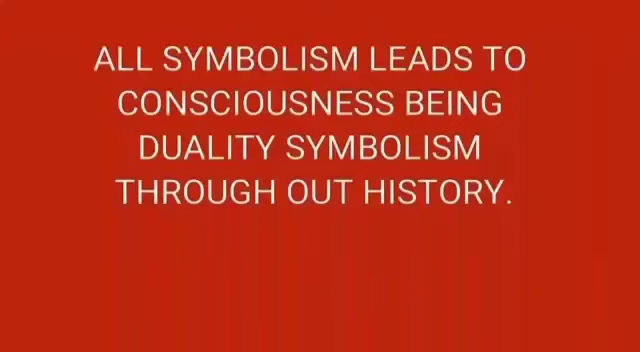 ALL SYMBOLISM LEADS TO
CONSCIOUSNESS BEING
DUALITY SYMBOLISM
THROUGH OUT HISTORY.